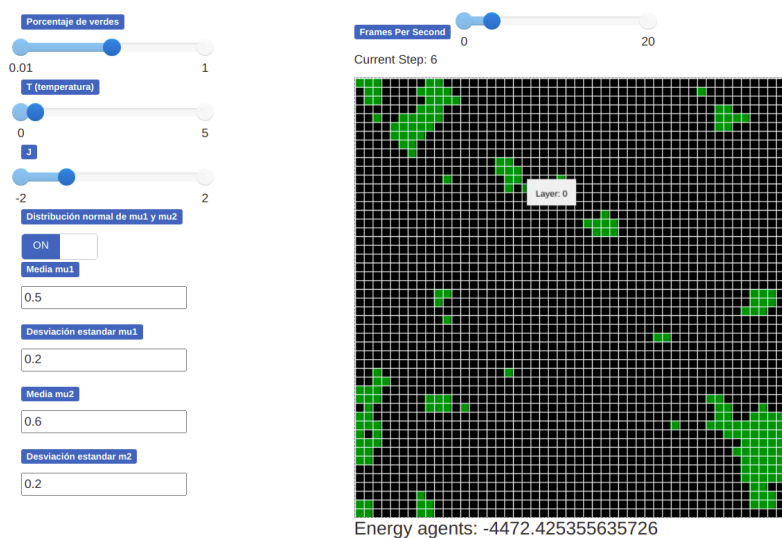 Porcentaje de verdes
0.01 1
T (temperatura)
0 5
J
-2 2
Distribución normal de mu1 y mu2
ON
Media mu1
0.5
Desviación estandar mu1
0.2
Media mu2
0.6
Desviación estandar m2
0.2
Frames Per Second
0 20
Current Step: 6
Layer: 0
Energy agents: -4472.425355635726